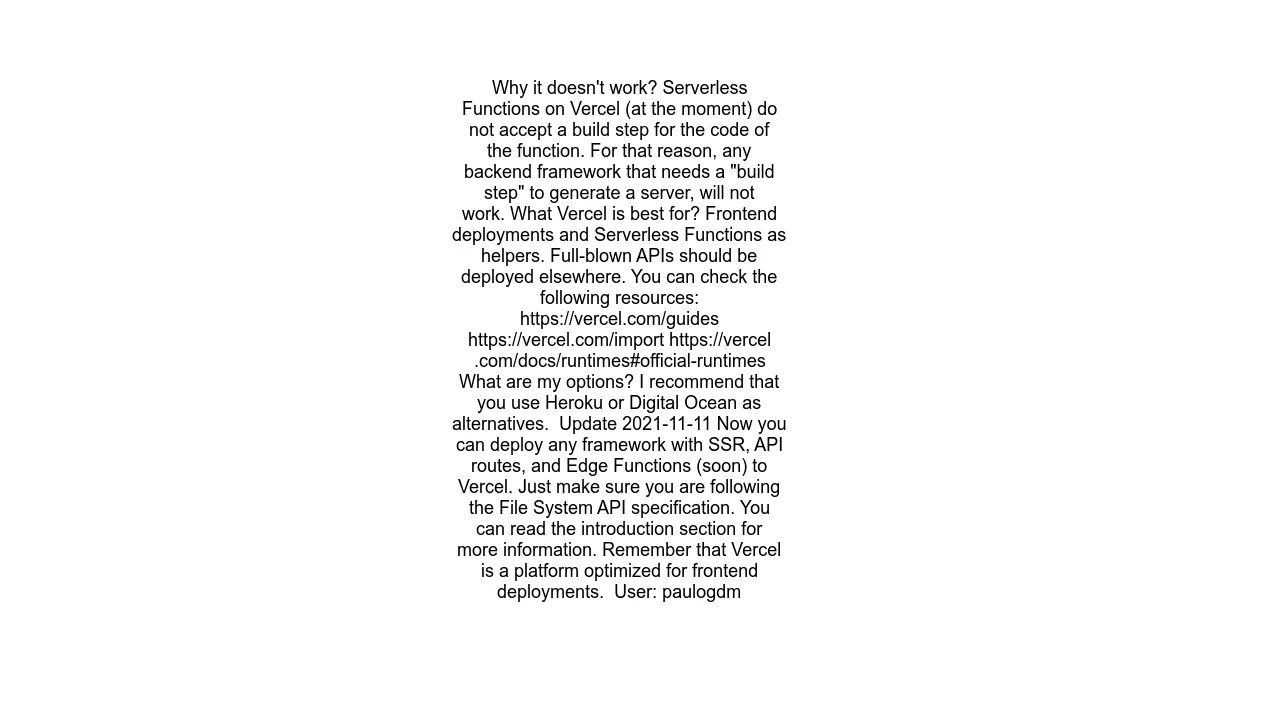 Why it doesn't work? Serverless
Functions on Vercel (at the moment) do
not accept a build step for the code of
the function. For that reason, any
backend framework that needs a "build
step" to generate a server, will not
work. What Vercel is best for? Frontend
deployments and Serverless Functions as
helpers. Full-blown APIs should be
deployed elsewhere. You can check the
following resources:
https://vercel.com/guides
https://vercel.com/import https://vercel
.com/docs/runtimes#official-runtimes
What are my options? I recommend that
you use Heroku or Digital Ocean as
alternatives.  Update 2021-11-11 Now you
can deploy any framework with SSR, API
routes, and Edge Functions (soon) to
Vercel. Just make sure you are following
the File System API specification. You
can read the introduction section for
more information. Remember that Vercel
is a platform optimized for frontend
deployments.  User: paulogdm